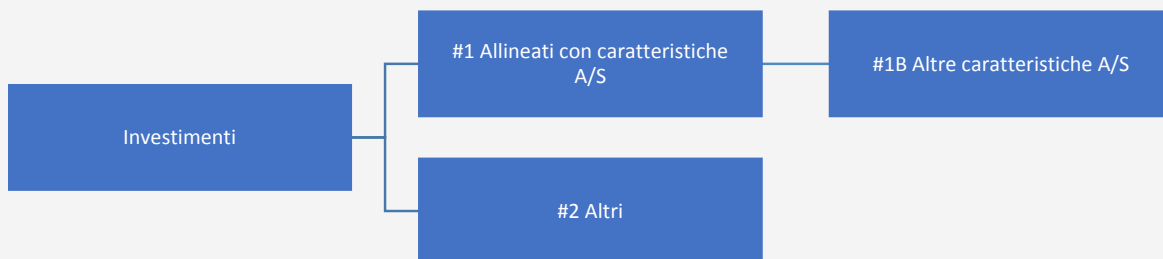 #1 Allineati con caratteristiche
A/S
#1B Altre caratteristiche A/S
Investimenti
#2 Altri